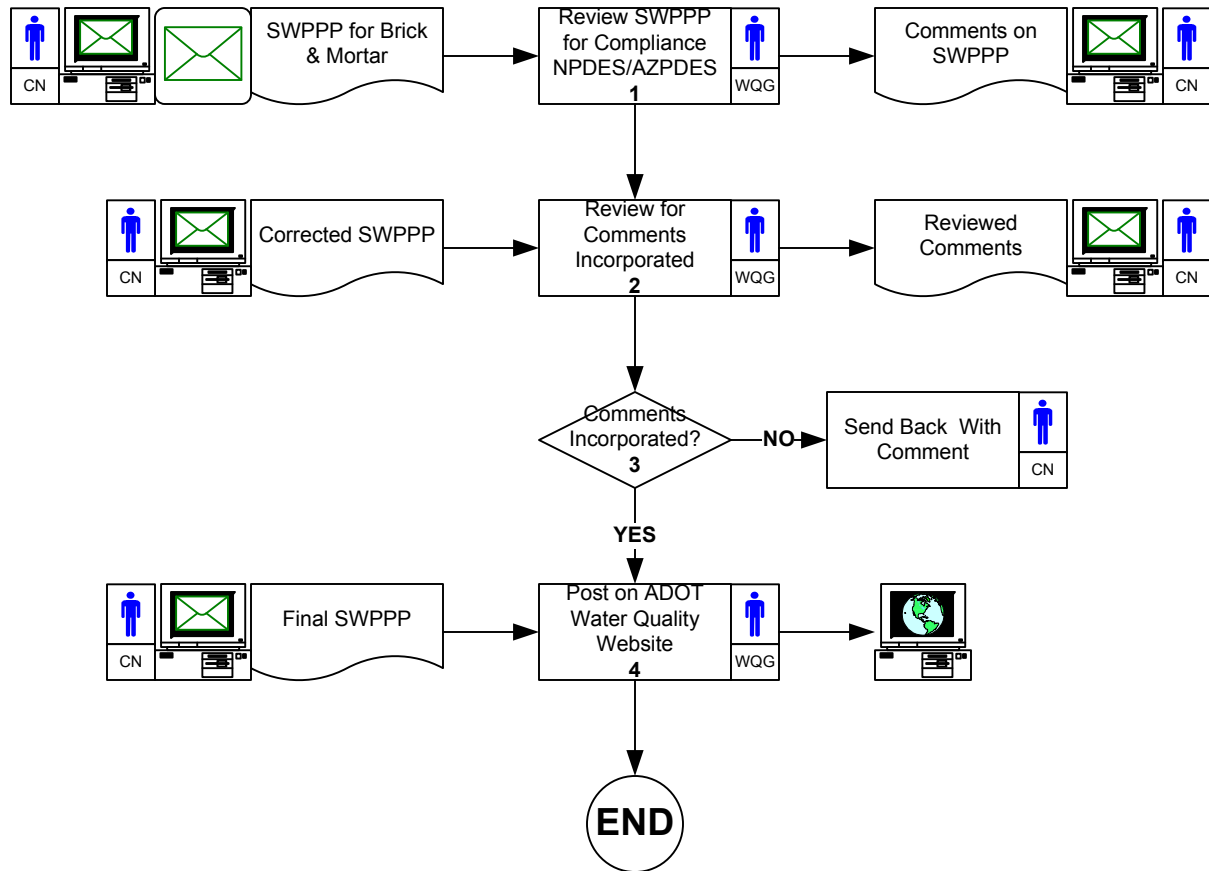 SWPPP for Brick
& Mortar
CN
Review SWPPP
for Compliance
NPDES/AZPDES
1
WQG
Comments on
SWPPP
CN
Corrected SWPPP
CN
Review for
Comments
Incorporated
2
WQG
Reviewed
Comments
CN
Comments
Incorporated?
3
NO
Send Back With
Comment
CN
YES
Final SWPPP
CN
Post on ADOT
Water Quality
Website
4
WQG
END